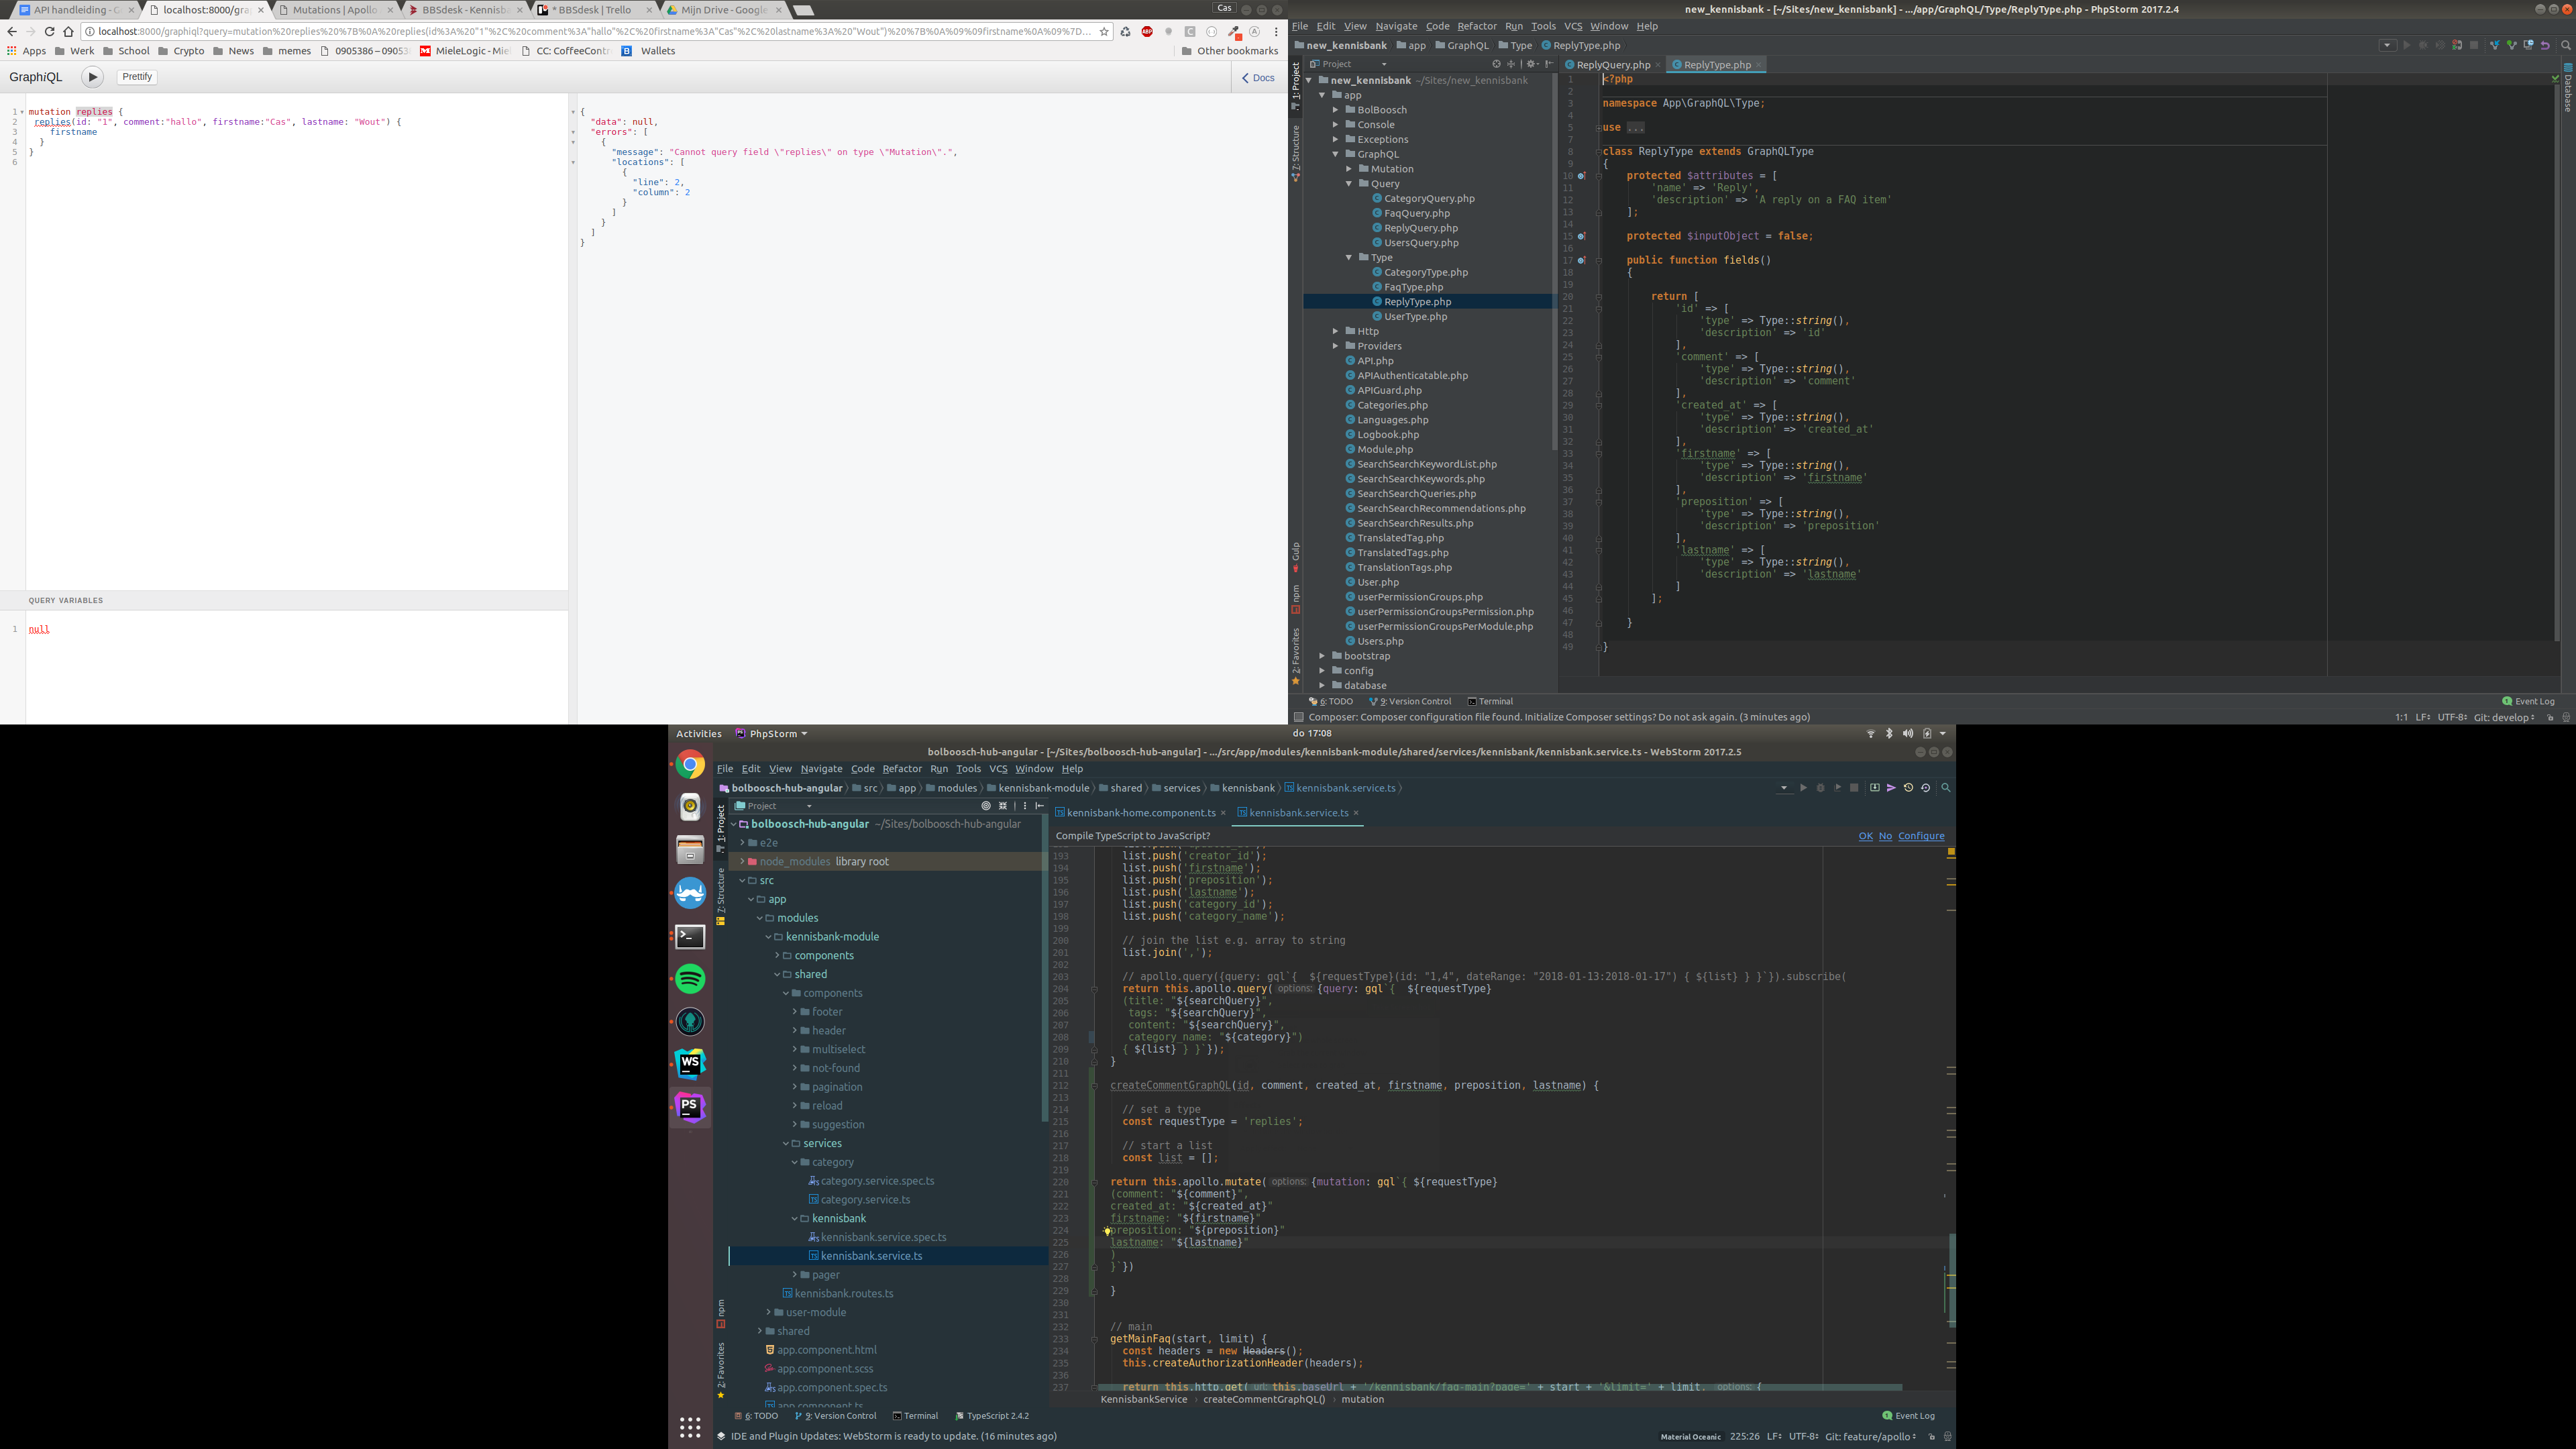 API handleiding - G
localhost:8000/gra
Mutations | Apollo
BBSdesk - Kennisb
* BBSdesk | Trello
Mijn Drive - Google
Cas
localhost:8000/graphiql?query=mutation%20replies%20%7B%0A%20replies(id%3A%20"1"%2C%20comment%3A"hallo"%2C%20firstname%3A"Cas"%2C%20lastname%3A%20"Wout")%20%7B%0A%09%09firstname%0A%09%7D...
Apps Werk School Crypto News memes 0905386 – 09053 MieleLogic - Miel CC: CoffeeContr Wallets Other bookmarks
GraphiQL Prettify Docs
1 mutation replies {
2 replies(id: "1", comment:"hallo", firstname:"Cas", lastname: "Wout") {
3 firstname
4 }
5 }
6
{
"data": null,
"errors": [
{
"message": "Cannot query field \"replies\" on type \"Mutation\".",
"locations": [
{
"line": 2,
"column": 2
}
]
}
]
}
QUERY VARIABLES
1 null
new_kennisbank - [~/Sites/new_kennisbank] - .../app/GraphQL/Type/ReplyType.php - PhpStorm 2017.2.4
File Edit View Navigate Code Refactor Run Tools VCS Window Help
new_kennisbank app GraphQL Type ReplyType.php
Project
ReplyQuery.php
ReplyType.php
1: Project
7: Structure
Gulp
npm
2: Favorites
Database
new_kennisbank ~/Sites/new_kennisbank
app
BolBoosch
Console
Exceptions
GraphQL
Mutation
Query
CategoryQuery.php
FaqQuery.php
ReplyQuery.php
UsersQuery.php
Type
CategoryType.php
FaqType.php
ReplyType.php
UserType.php
Http
Providers
API.php
APIAuthenticatable.php
APIGuard.php
Categories.php
Languages.php
Logbook.php
Module.php
SearchSearchKeywordList.php
SearchSearchKeywords.php
SearchSearchQueries.php
SearchSearchRecommendations.php
SearchSearchResults.php
TranslatedTag.php
TranslatedTags.php
TranslationTags.php
User.php
userPermissionGroups.php
userPermissionGroupsPermission.php
userPermissionGroupsPerModule.php
Users.php
bootstrap
config
database
1 <?php
2
3 namespace App\GraphQL\Type;
4
5 use ...
7
8 class ReplyType extends GraphQLType
9 {
10 protected $attributes = [
11 'name' => 'Reply',
12 'description' => 'A reply on a FAQ item'
13 ];
14
15 protected $inputObject = false;
16
17 public function fields()
18 {
19
20 return [
21 'id' => [
22 'type' => Type::string(),
23 'description' => 'id'
24 ],
25 'comment' => [
26 'type' => Type::string(),
27 'description' => 'comment'
28 ],
29 'created_at' => [
30 'type' => Type::string(),
31 'description' => 'created_at'
32 ],
33 'firstname' => [
34 'type' => Type::string(),
35 'description' => 'firstname'
36 ],
37 'preposition' => [
38 'type' => Type::string(),
39 'description' => 'preposition'
40 ],
41 'lastname' => [
42 'type' => Type::string(),
43 'description' => 'lastname'
44 ]
45 ];
46
47 }
48
49 }
6: TODO 9: Version Control Terminal Event Log
Composer: Composer configuration file found. Initialize Composer settings? Do not ask again. (3 minutes ago) 1:1 LF UTF-8 Git: develop
Activities PhpStorm do 17:08
bolboosch-hub-angular - [~/Sites/bolboosch-hub-angular] - .../src/app/modules/kennisbank-module/shared/services/kennisbank/kennisbank.service.ts - WebStorm 2017.2.5
File Edit View Navigate Code Refactor Run Tools VCS Window Help
bolboosch-hub-angular src app modules kennisbank-module shared services kennisbank kennisbank.service.ts
Project
kennisbank-home.component.ts
kennisbank.service.ts
Compile TypeScript to JavaScript? OK No Configure
1: Project
7: Structure
npm
2: Favorites
bolboosch-hub-angular ~/Sites/bolboosch-hub-angular
e2e
node_modules library root
src
app
modules
kennisbank-module
components
shared
components
footer
header
multiselect
not-found
pagination
reload
suggestion
services
category
category.service.spec.ts
category.service.ts
kennisbank
kennisbank.service.spec.ts
kennisbank.service.ts
pager
kennisbank.routes.ts
user-module
shared
app.component.html
app.component.scss
app.component.spec.ts
app.component.ts
193 list.push('creator_id');
194 list.push('firstname');
195 list.push('preposition');
196 list.push('lastname');
197 list.push('category_id');
198 list.push('category_name');
199
200 // join the list e.g. array to string
201 list.join(',');
202
203 // apollo.query({query: gql`{ ${requestType}(id: "1,4", dateRange: "2018-01-13:2018-01-17") { ${list} } }`}).subscribe(
204 return this.apollo.query( options: {query: gql`{ ${requestType}
205 (title: "${searchQuery}",
206 tags: "${searchQuery}",
207 content: "${searchQuery}",
208 category_name: "${category}")
209 { ${list} } }`});
210 }
211
212 createCommentGraphQL(id, comment, created_at, firstname, preposition, lastname) {
213
214 // set a type
215 const requestType = 'replies';
216
217 // start a list
218 const list = [];
219
220 return this.apollo.mutate( options: {mutation: gql`{ ${requestType}
221 (comment: "${comment}",
222 created_at: "${created_at}"
223 firstname: "${firstname}"
224 preposition: "${preposition}"
225 lastname: "${lastname}"
226 )
227 }`})
228
229 }
230
231
232 // main
233 getMainFaq(start, limit) {
234 const headers = new Headers();
235 this.createAuthorizationHeader(headers);
236
237 return this.http.get( url: this.baseUrl + '/kennisbank/faq-main?page=' + start + '&limit=' + limit, options: {
KennisbankService createCommentGraphQL() mutation
6: TODO 9: Version Control Terminal TypeScript 2.4.2 Event Log
IDE and Plugin Updates: WebStorm is ready to update. (16 minutes ago) Material Oceanic 225:26 LF UTF-8 Git: feature/apollo